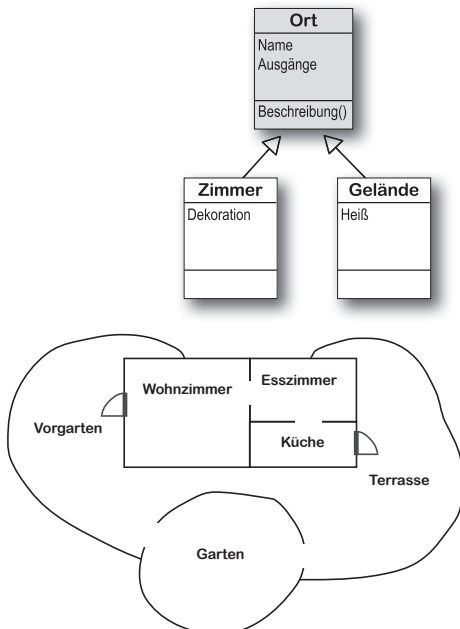 Ort
Name
Ausgänge
Beschreibung()
Zimmer
Dekoration
Gelände
Heiß
Wohnzimmer
Esszimmer
Vorgarten
Küche
Terrasse
Garten